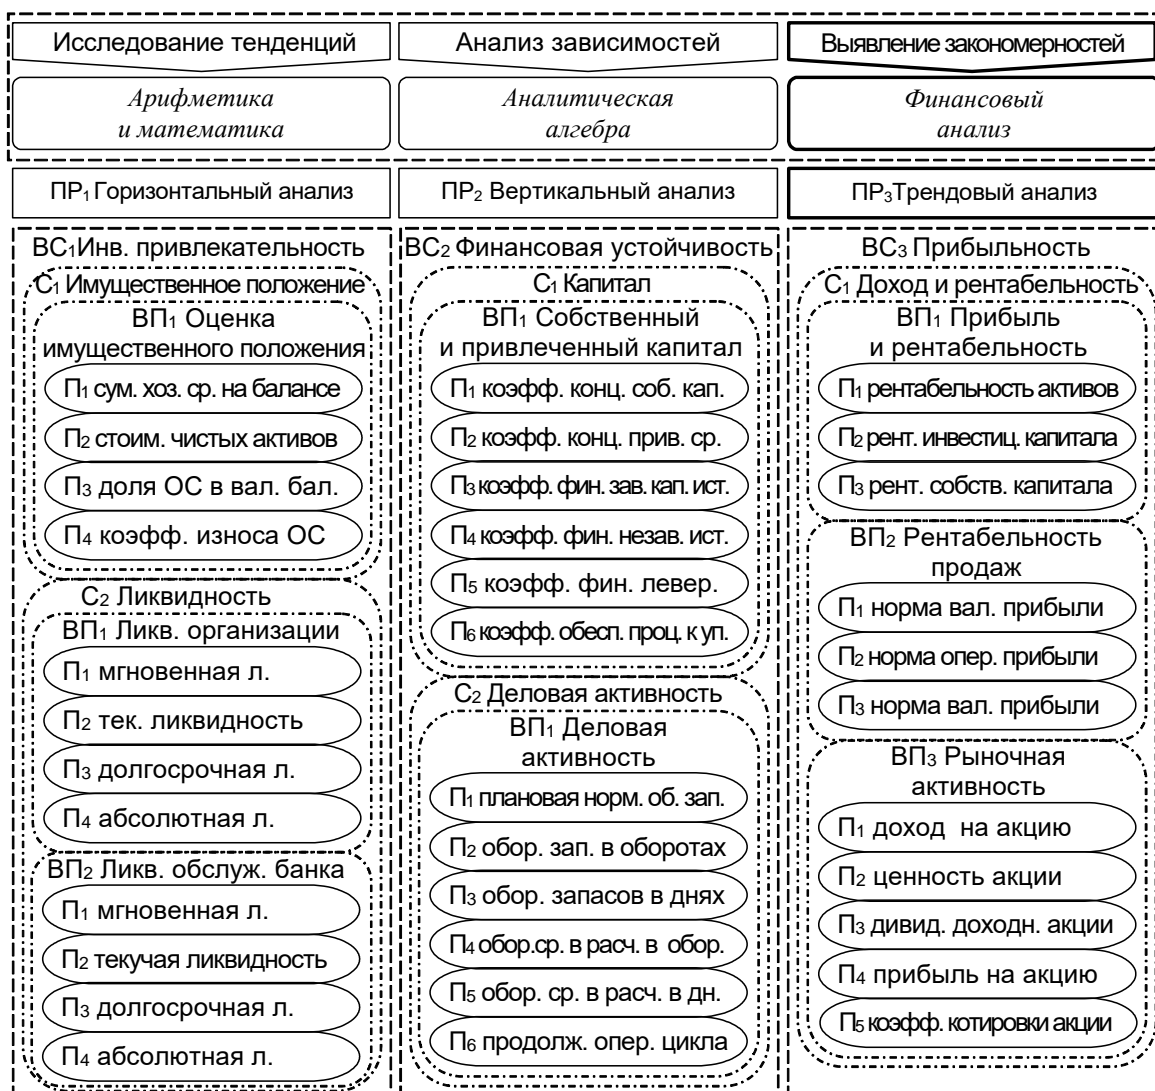 Исследование тенденций
Арифметика
и математика
Анализ зависимостей
Аналитическая
алгебра
Выявление закономерностей
Финансовый
анализ
ПР₁ Горизонтальный анализ
ПР₂ Вертикальный анализ
ПР₃Трендовый анализ
ВС₁Инв. привлекательность
С₁ Имущественное положение
ВП₁ Оценка
имущественного положения
П₁ сум. хоз. ср. на балансе
П₂ стоим. чистых активов
П₃ доля ОС в вал. бал.
П₄ коэфф. износа ОС
С₂ Ликвидность
ВП₁ Ликв. организации
П₁ мгновенная л.
П₂ тек. ликвидность
П₃ долгосрочная л.
П₄ абсолютная л.
ВП₂ Ликв. обслуж. банка
П₁ мгновенная л.
П₂ текучая ликвидность
П₃ долгосрочная л.
П₄ абсолютная л.
ВС₂ Финансовая устойчивость
С₁ Капитал
ВП₁ Собственный
и привлеченный капитал
П₁ коэфф. конц. соб. кап.
П₂ коэфф. конц. прив. ср.
П₃ коэфф. фин. зав. кап. ист.
П₄ коэфф. фин. незав. ист.
П₅ коэфф. фин. левер.
П₆ коэфф. обесп. проц. к уп.
С₂ Деловая активность
ВП₁ Деловая
активность
П₁ плановая норм. об. зап.
П₂ обор. зап. в оборотах
П₃ обор. запасов в днях
П₄ обор.ср. в расч. в обор.
П₅ обор. ср. в расч. в дн.
П₆ продолж. опер. цикла
ВС₃ Прибыльность
С₁ Доход и рентабельность
ВП₁ Прибыль
и рентабельность
П₁ рентабельность активов
П₂ рент. инвестиц. капитала
П₃ рент. собств. капитала
ВП₂ Рентабельность
продаж
П₁ норма вал. прибыли
П₂ норма опер. прибыли
П₃ норма вал. прибыли
ВП₃ Рыночная
активность
П₁ доход на акцию
П₂ ценность акции
П₃ дивид. доходн. акции
П₄ прибыль на акцию
П₅ коэфф. котировки акции